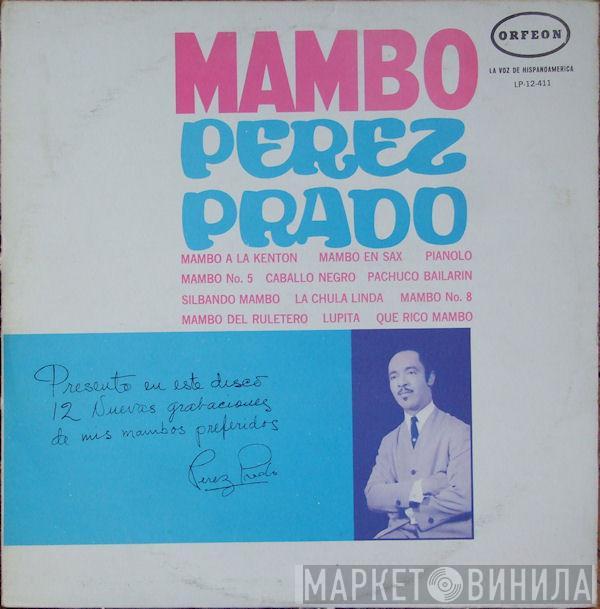 ORFEON
LA VOZ DE HISPANOAMERICA
LP-12-411
MAMBO
PEREZ
PRADO
MAMBO A LA KENTON MAMBO EN SAX PIANOLO
MAMBO No. 5 CABALLO NEGRO PACHUCO BAILARIN
SILBANDO MAMBO LA CHULA LINDA MAMBO No. 8
MAMBO DEL RULETERO LUPITA QUE RICO MAMBO
Presento en este disco
12 Nuevas grabaciones
de mis mambos preferidos
Perez Prado
МАРКЕТ ВИНИЛА